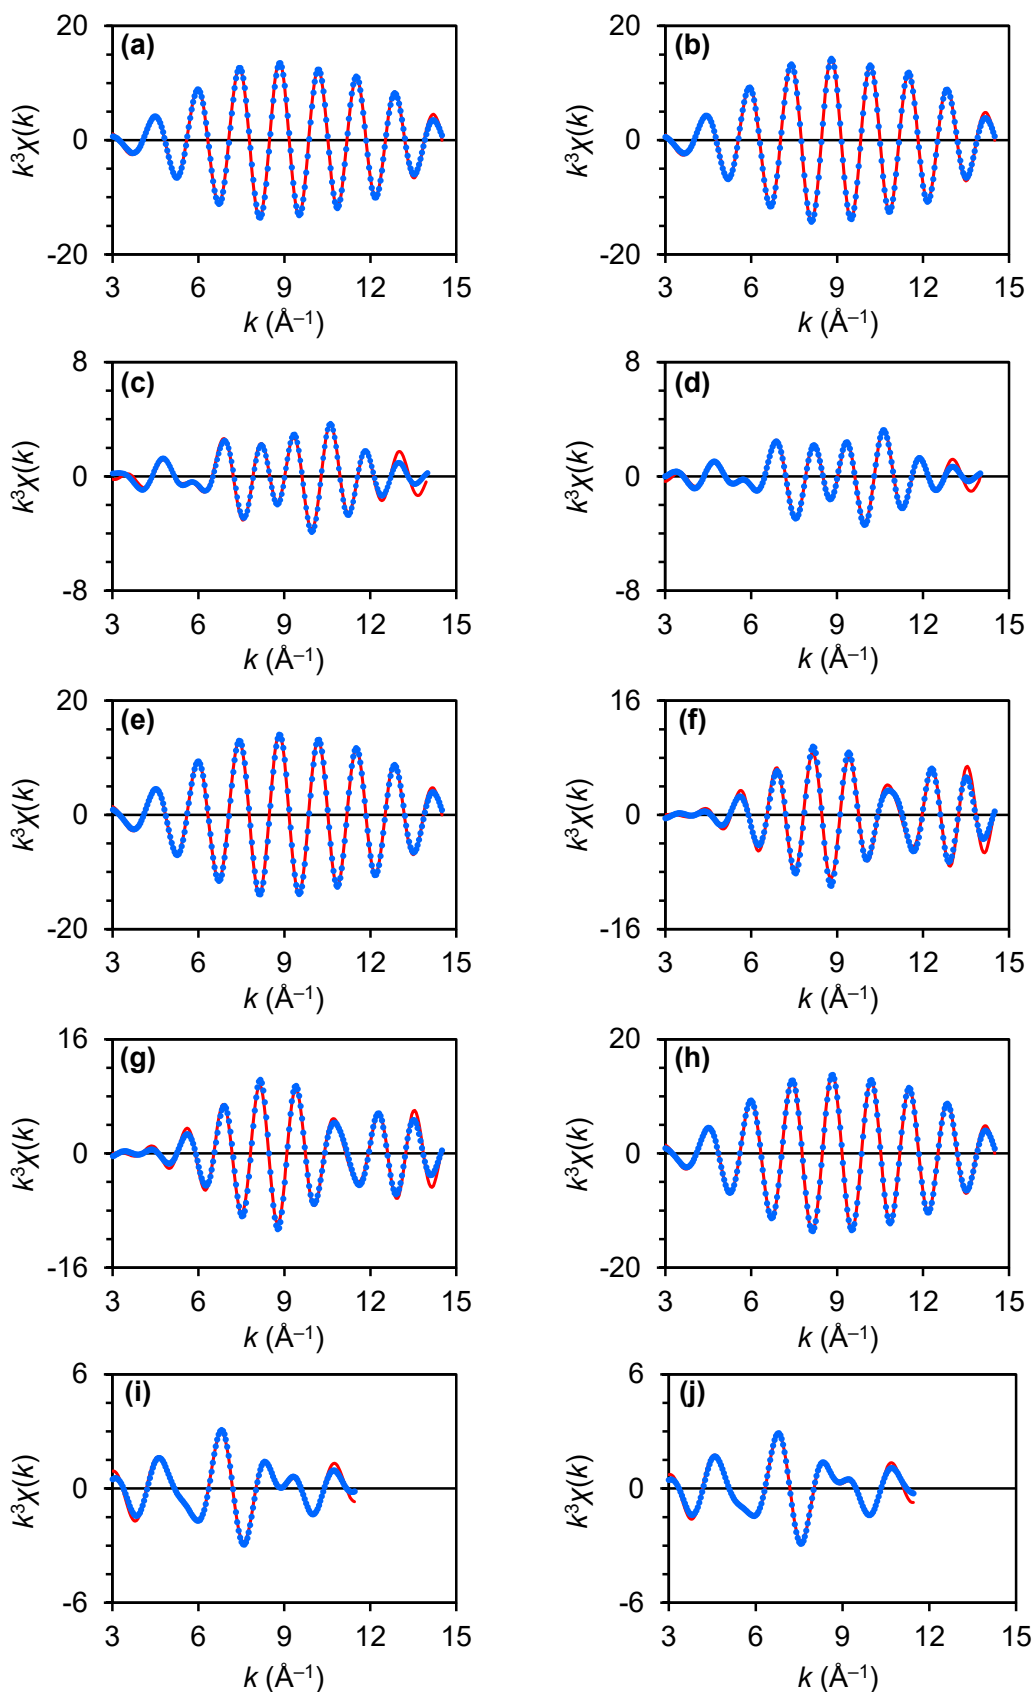 (a)
20
0
-20
k³χ(k)
3 6 9 12 15
k (Å⁻¹)
(b)
20
0
-20
k³χ(k)
3 6 9 12 15
k (Å⁻¹)
(c)
8
0
-8
k³χ(k)
3 6 9 12 15
k (Å⁻¹)
(d)
8
0
-8
k³χ(k)
3 6 9 12 15
k (Å⁻¹)
(e)
20
0
-20
k³χ(k)
3 6 9 12 15
k (Å⁻¹)
(f)
16
0
-16
k³χ(k)
3 6 9 12 15
k (Å⁻¹)
(g)
16
0
-16
k³χ(k)
3 6 9 12 15
k (Å⁻¹)
(h)
20
0
-20
k³χ(k)
3 6 9 12 15
k (Å⁻¹)
(i)
6
0
-6
k³χ(k)
3 6 9 12 15
k (Å⁻¹)
(j)
6
0
-6
k³χ(k)
3 6 9 12 15
k (Å⁻¹)